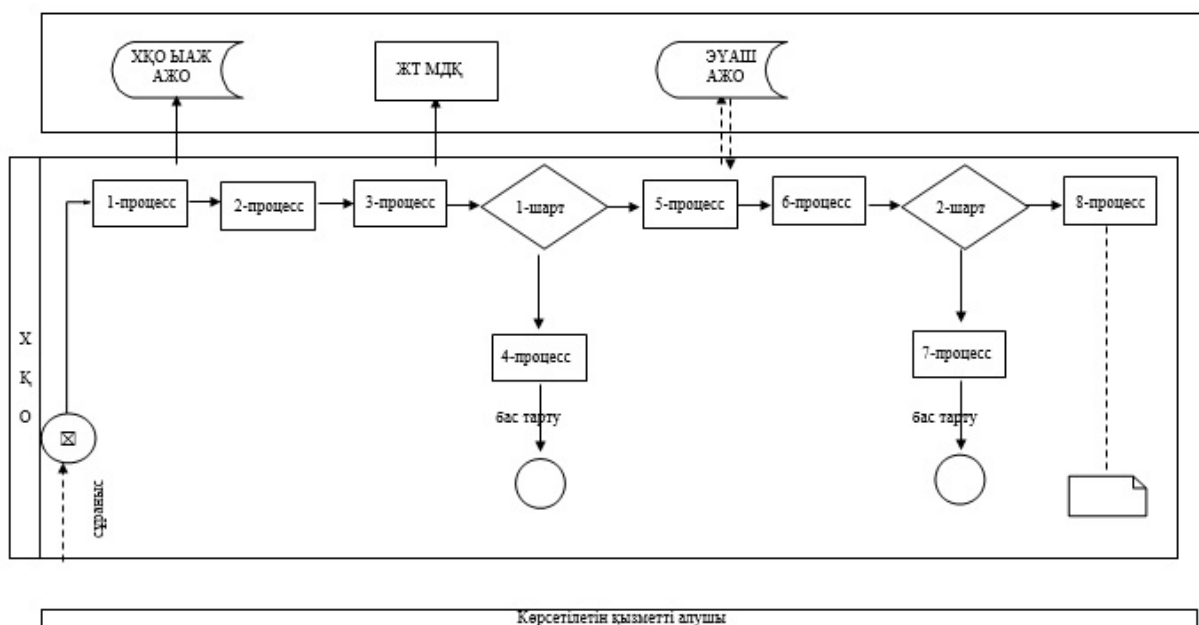 ХҚО ЫАЖ
АЖО
ЖТ МДҚ
ЭҮАШ
АЖО
1-процесс
2-процесс
3-процесс
1-шарт
5-процесс
6-процесс
2-шарт
8-процесс
4-процесс
7-процесс
Х
Қ
О
бас тарту
бас тарту
сұраныс
Көрсетілетін қызметті алушы